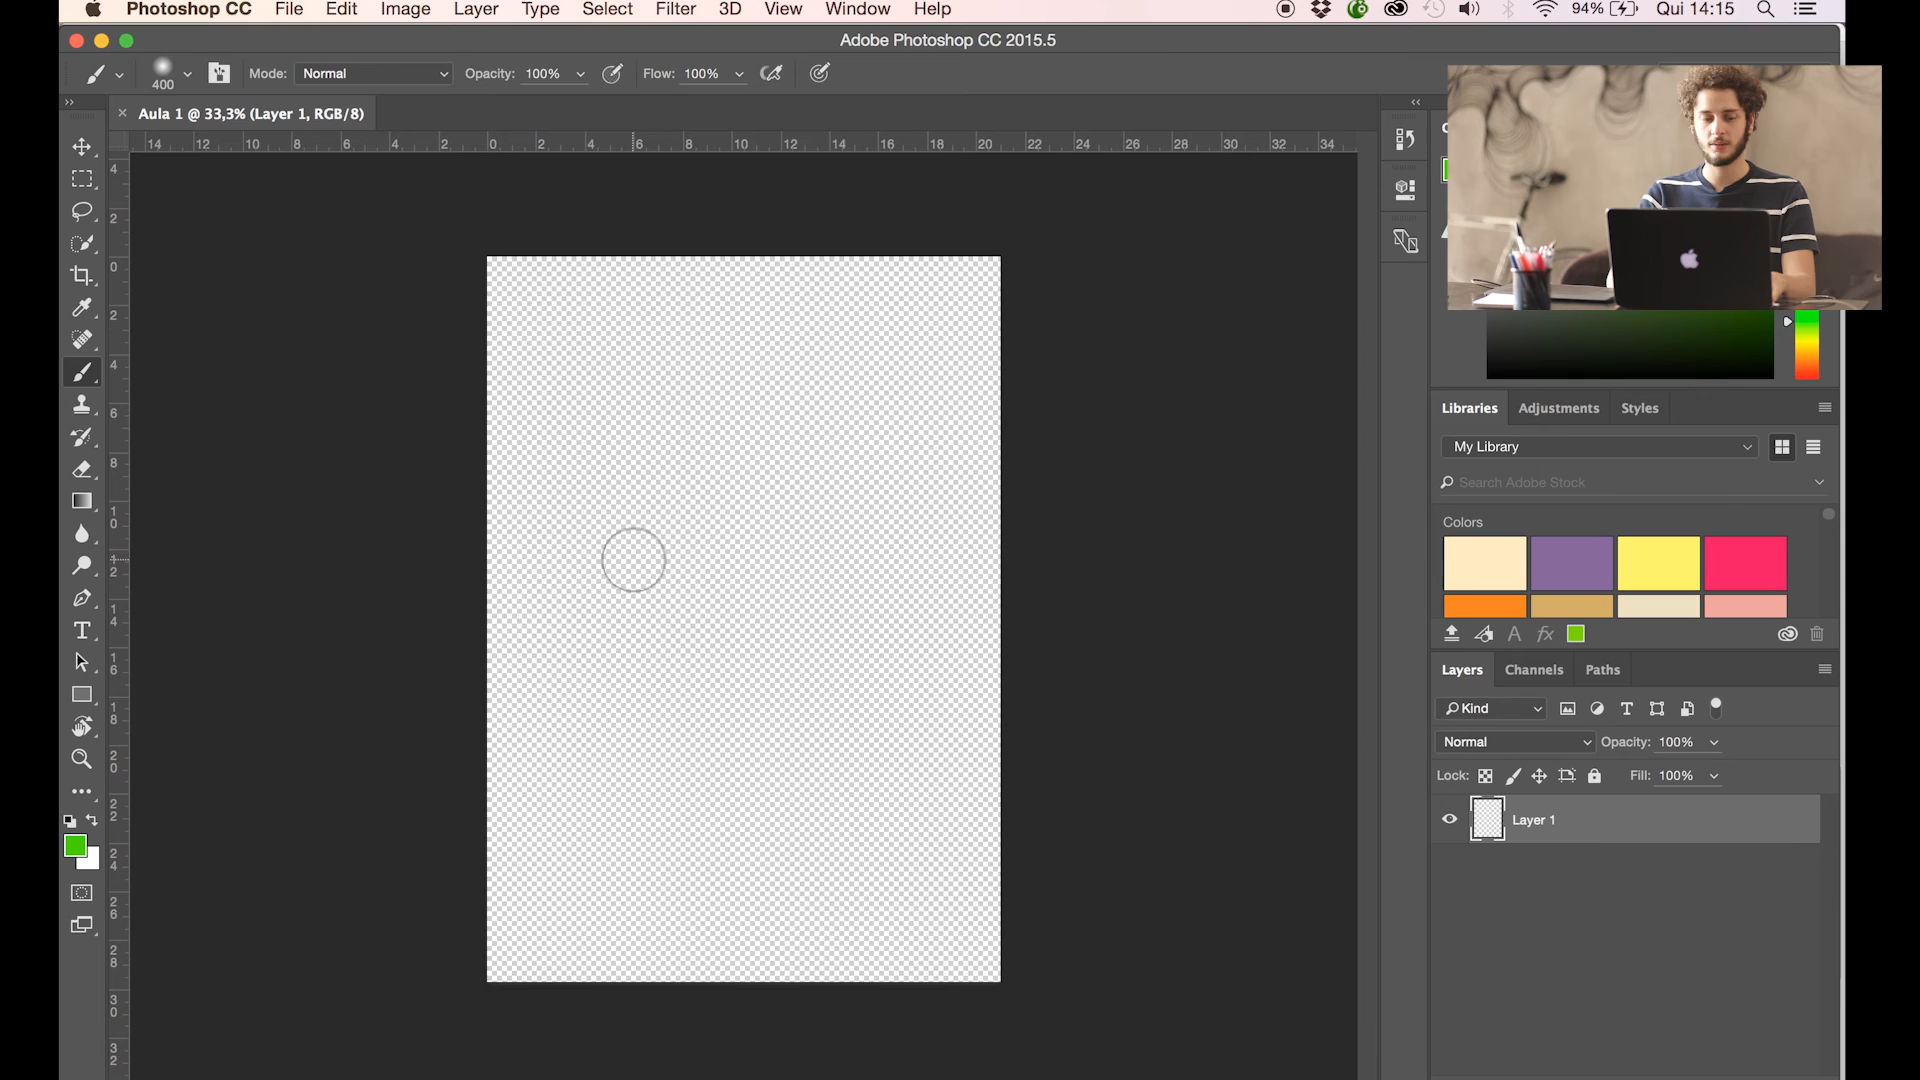 Photoshop CC File Edit Image Layer Type Select Filter 3D View Window Help 94% Qui 14:15
Adobe Photoshop CC 2015.5
400 Mode: Normal Opacity: 100% Flow: 100%
Aula 1 @ 33,3% (Layer 1, RGB/8)
14 12 10 8 6 4 2 0 2 4 6 8 10 12 14 16 18 20 22 24 26 28 30 32 34
4
2
0
2
4
6
8
10
12
14
16
18
20
22
24
26
28
30
32
Libraries Adjustments Styles
My Library
Search Adobe Stock
Colors
A fx
Layers Channels Paths
Kind T
Normal Opacity: 100%
Lock: Fill: 100%
Layer 1